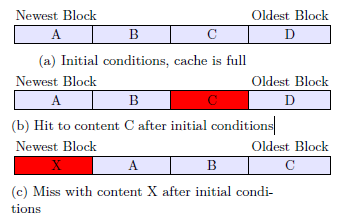 Newest Block Oldest Block
A B C D
(a) Initial conditions, cache is full
Newest Block Oldest Block
A B C D
(b) Hit to content C after initial conditions
Newest Block Oldest Block
X A B C
(c) Miss with content X after initial condi-
tions